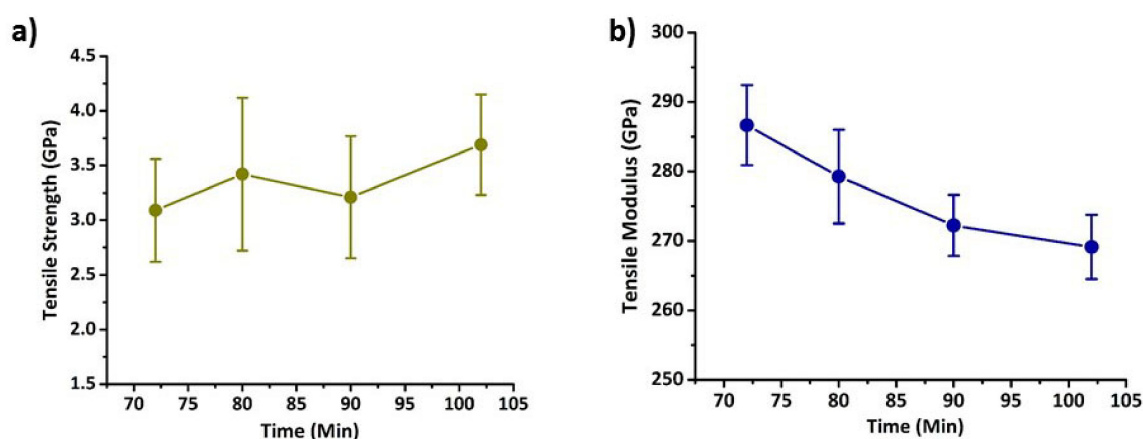 a)
4.5
4.0
3.5
3.0
2.5
2.0
1.5
Tensile Strength (GPa)
70 75 80 85 90 95 100 105
Time (Min)
b)
300
290
280
270
260
250
Tensile Modulus (GPa)
70 75 80 85 90 95 100 105
Time (Min)